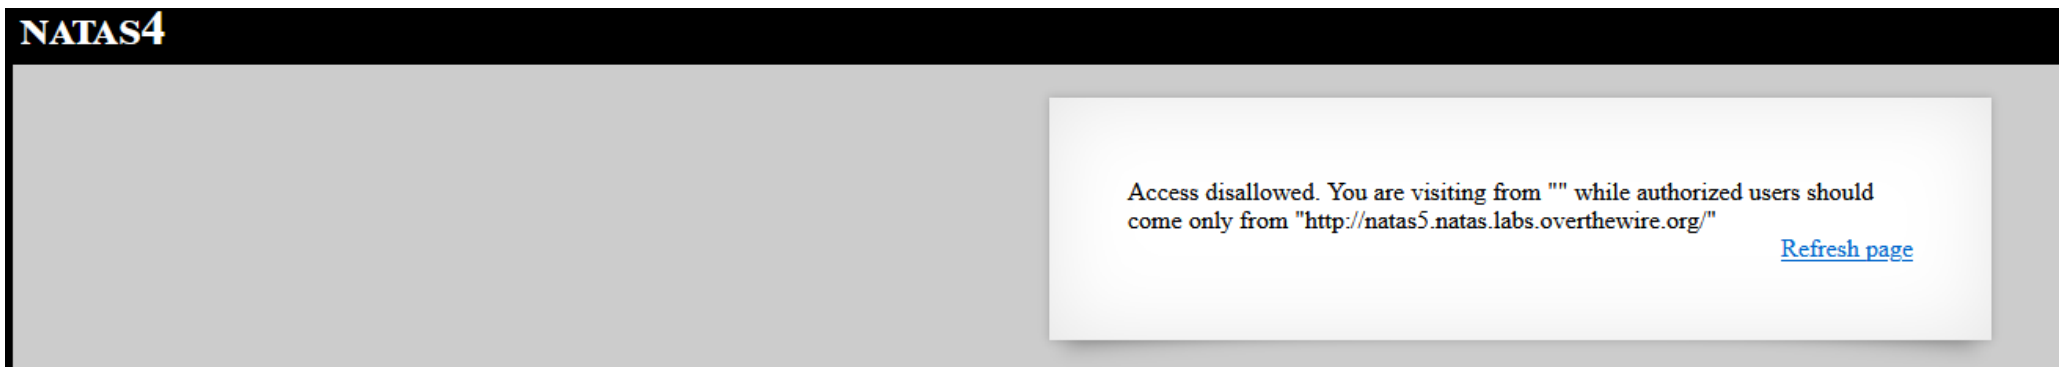 NATAS4
Access disallowed. You are visiting from "" while authorized users should
come only from "http://natas5.natas.labs.overthewire.org/"
Refresh page